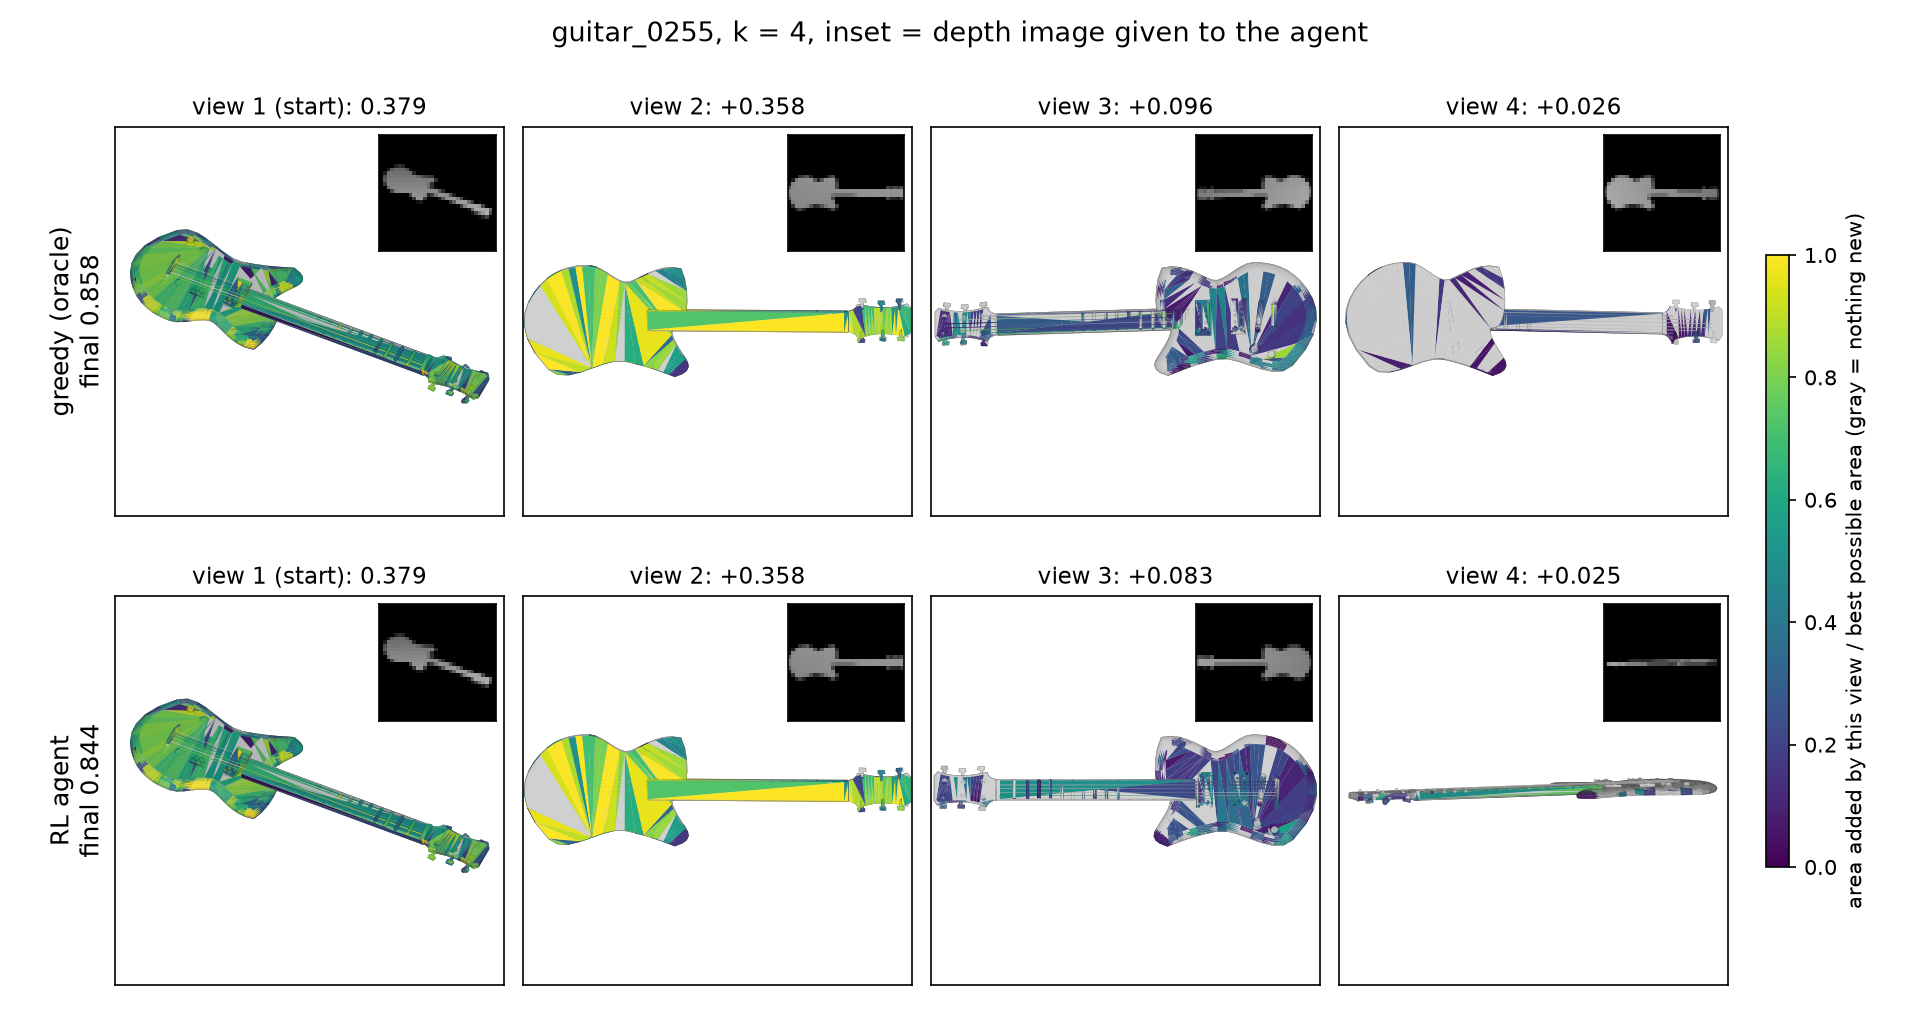 guitar_0255, k = 4, inset = depth image given to the agent
view 1 (start): 0.379
view 2: +0.358
view 3: +0.096
view 4: +0.026
greedy (oracle)
final 0.858
view 1 (start): 0.379
view 2: +0.358
view 3: +0.083
view 4: +0.025
RL agent
final 0.844
1.0
0.8
0.6
0.4
0.2
0.0
area added by this view / best possible area (gray = nothing new)